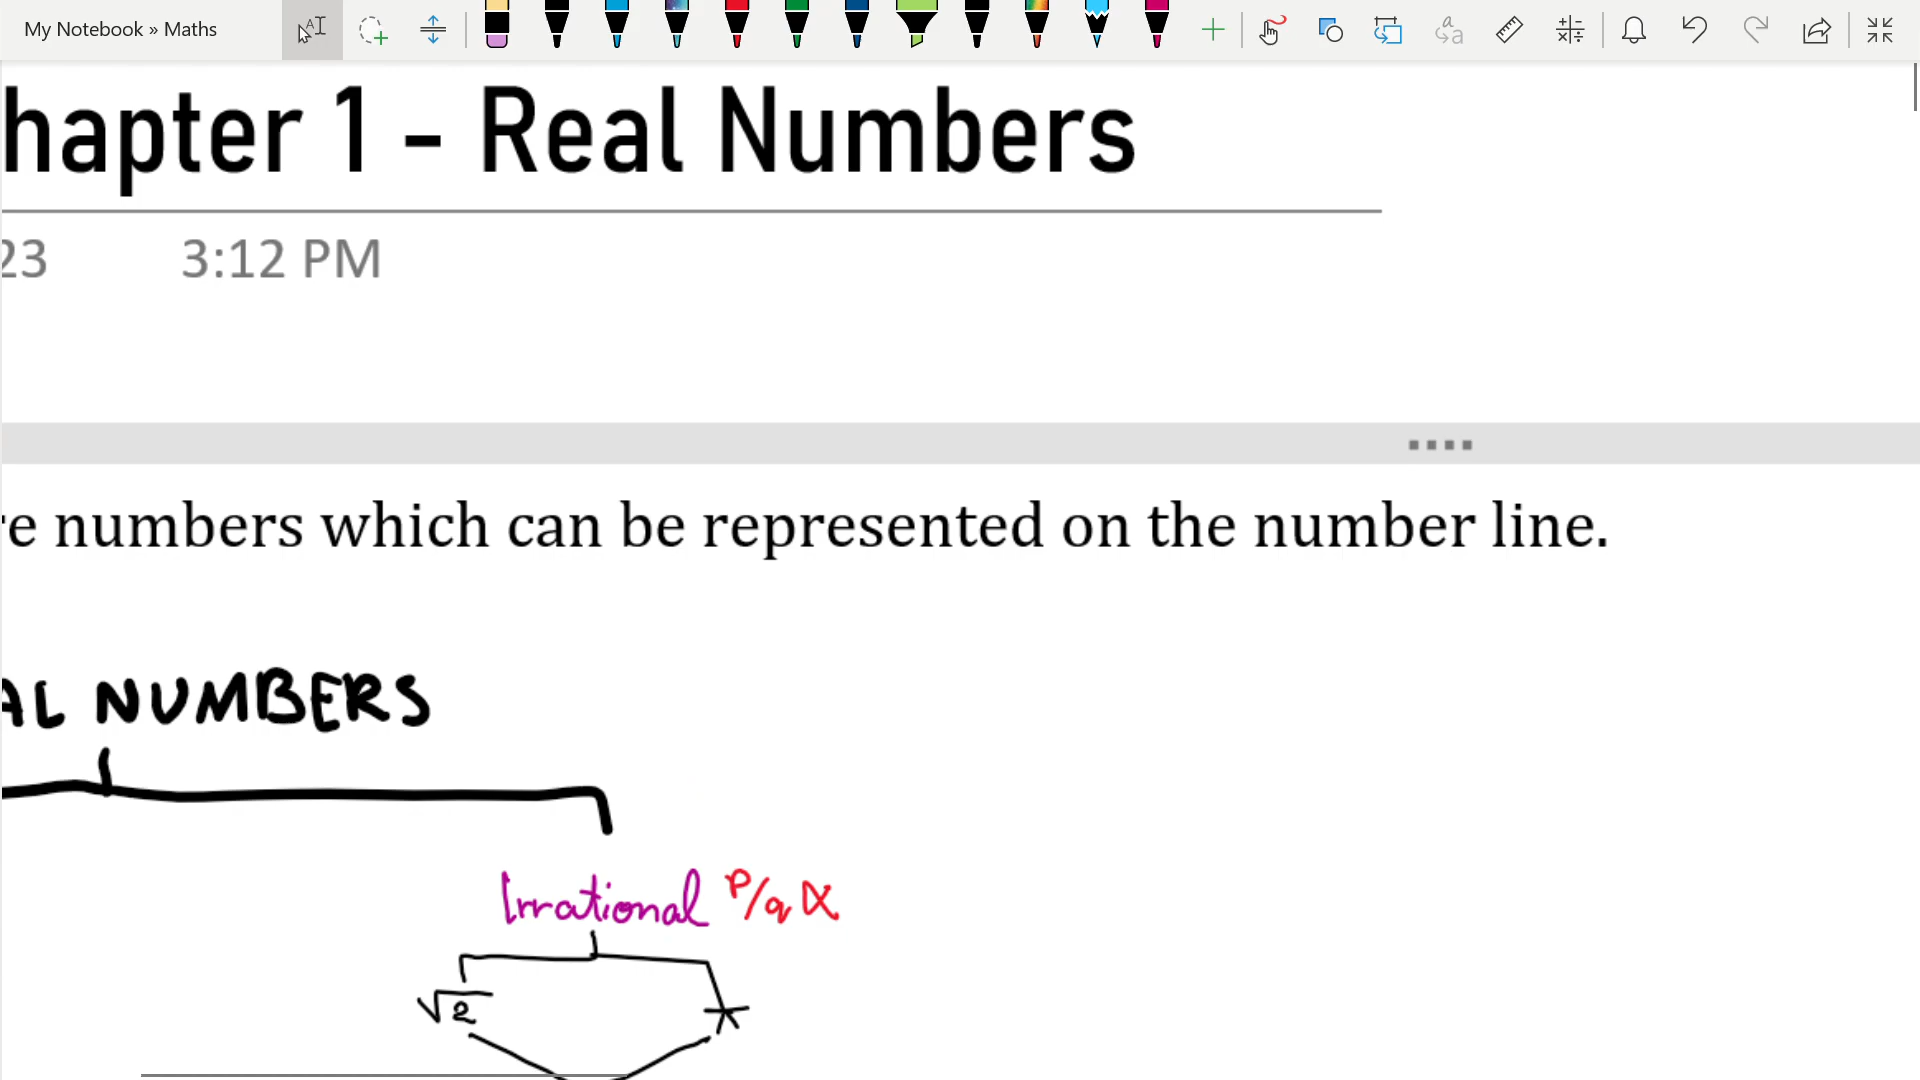 My Notebook » Maths
hapter 1 - Real Numbers
23 3:12 PM
re numbers which can be represented on the number line.
AL NUMBERS
Irrational P/q X
√2